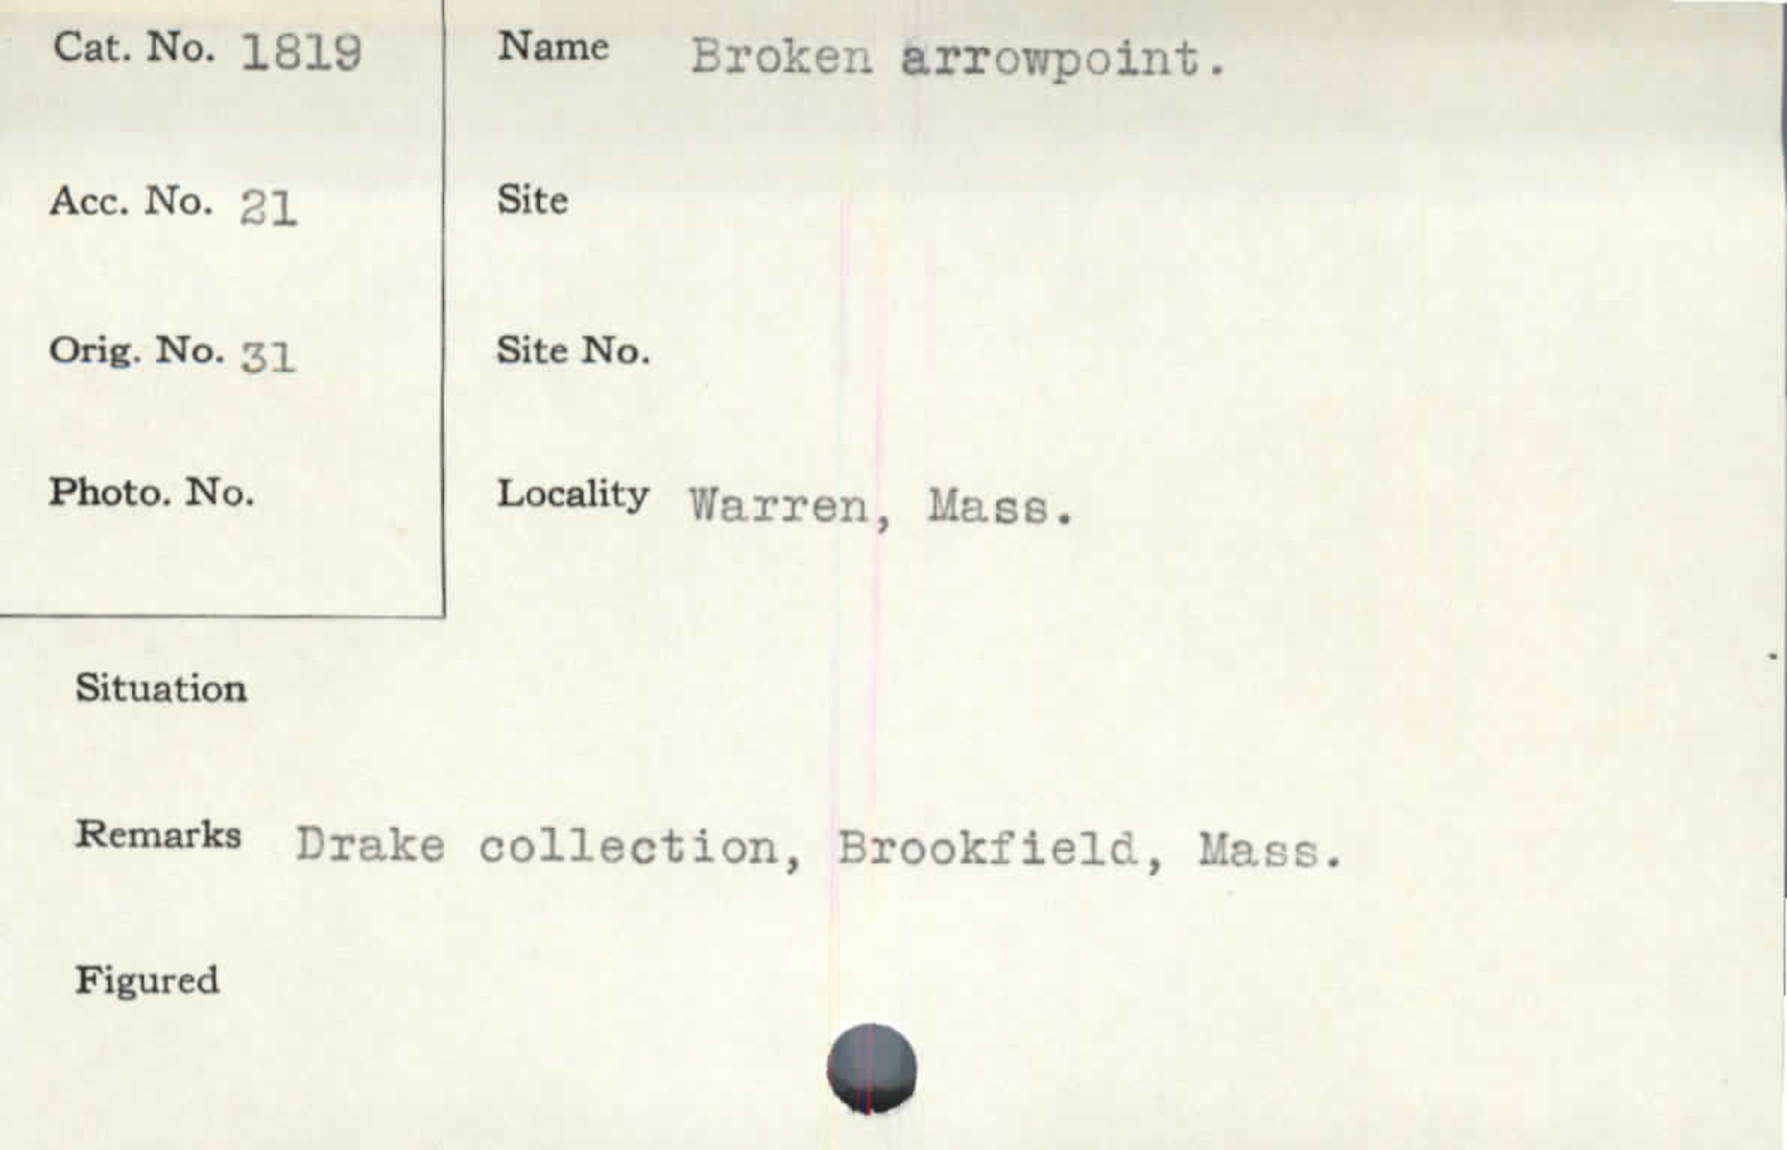 Cat. No. 1819
Name Broken arrowpoint.
Acc. No. 21
Site
Orig. No. 31
Site No.
Photo. No.
Locality Warren, Mass.
Situation
Remarks Drake collection, Brookfield, Mass.
Figured